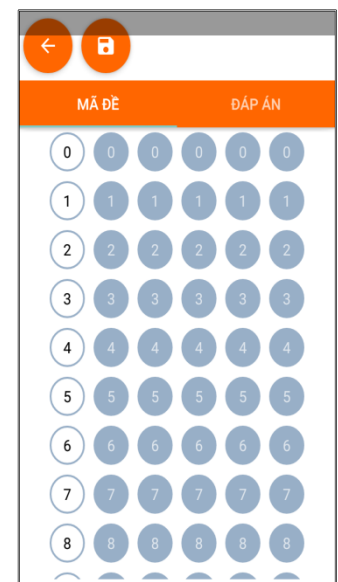 MÃ ĐỀ ĐÁP ÁN
0 0 0 0 0 0
1 1 1 1 1 1
2 2 2 2 2 2
3 3 3 3 3 3
4 4 4 4 4 4
5 5 5 5 5 5
6 6 6 6 6 6
7 7 7 7 7 7
8 8 8 8 8 8